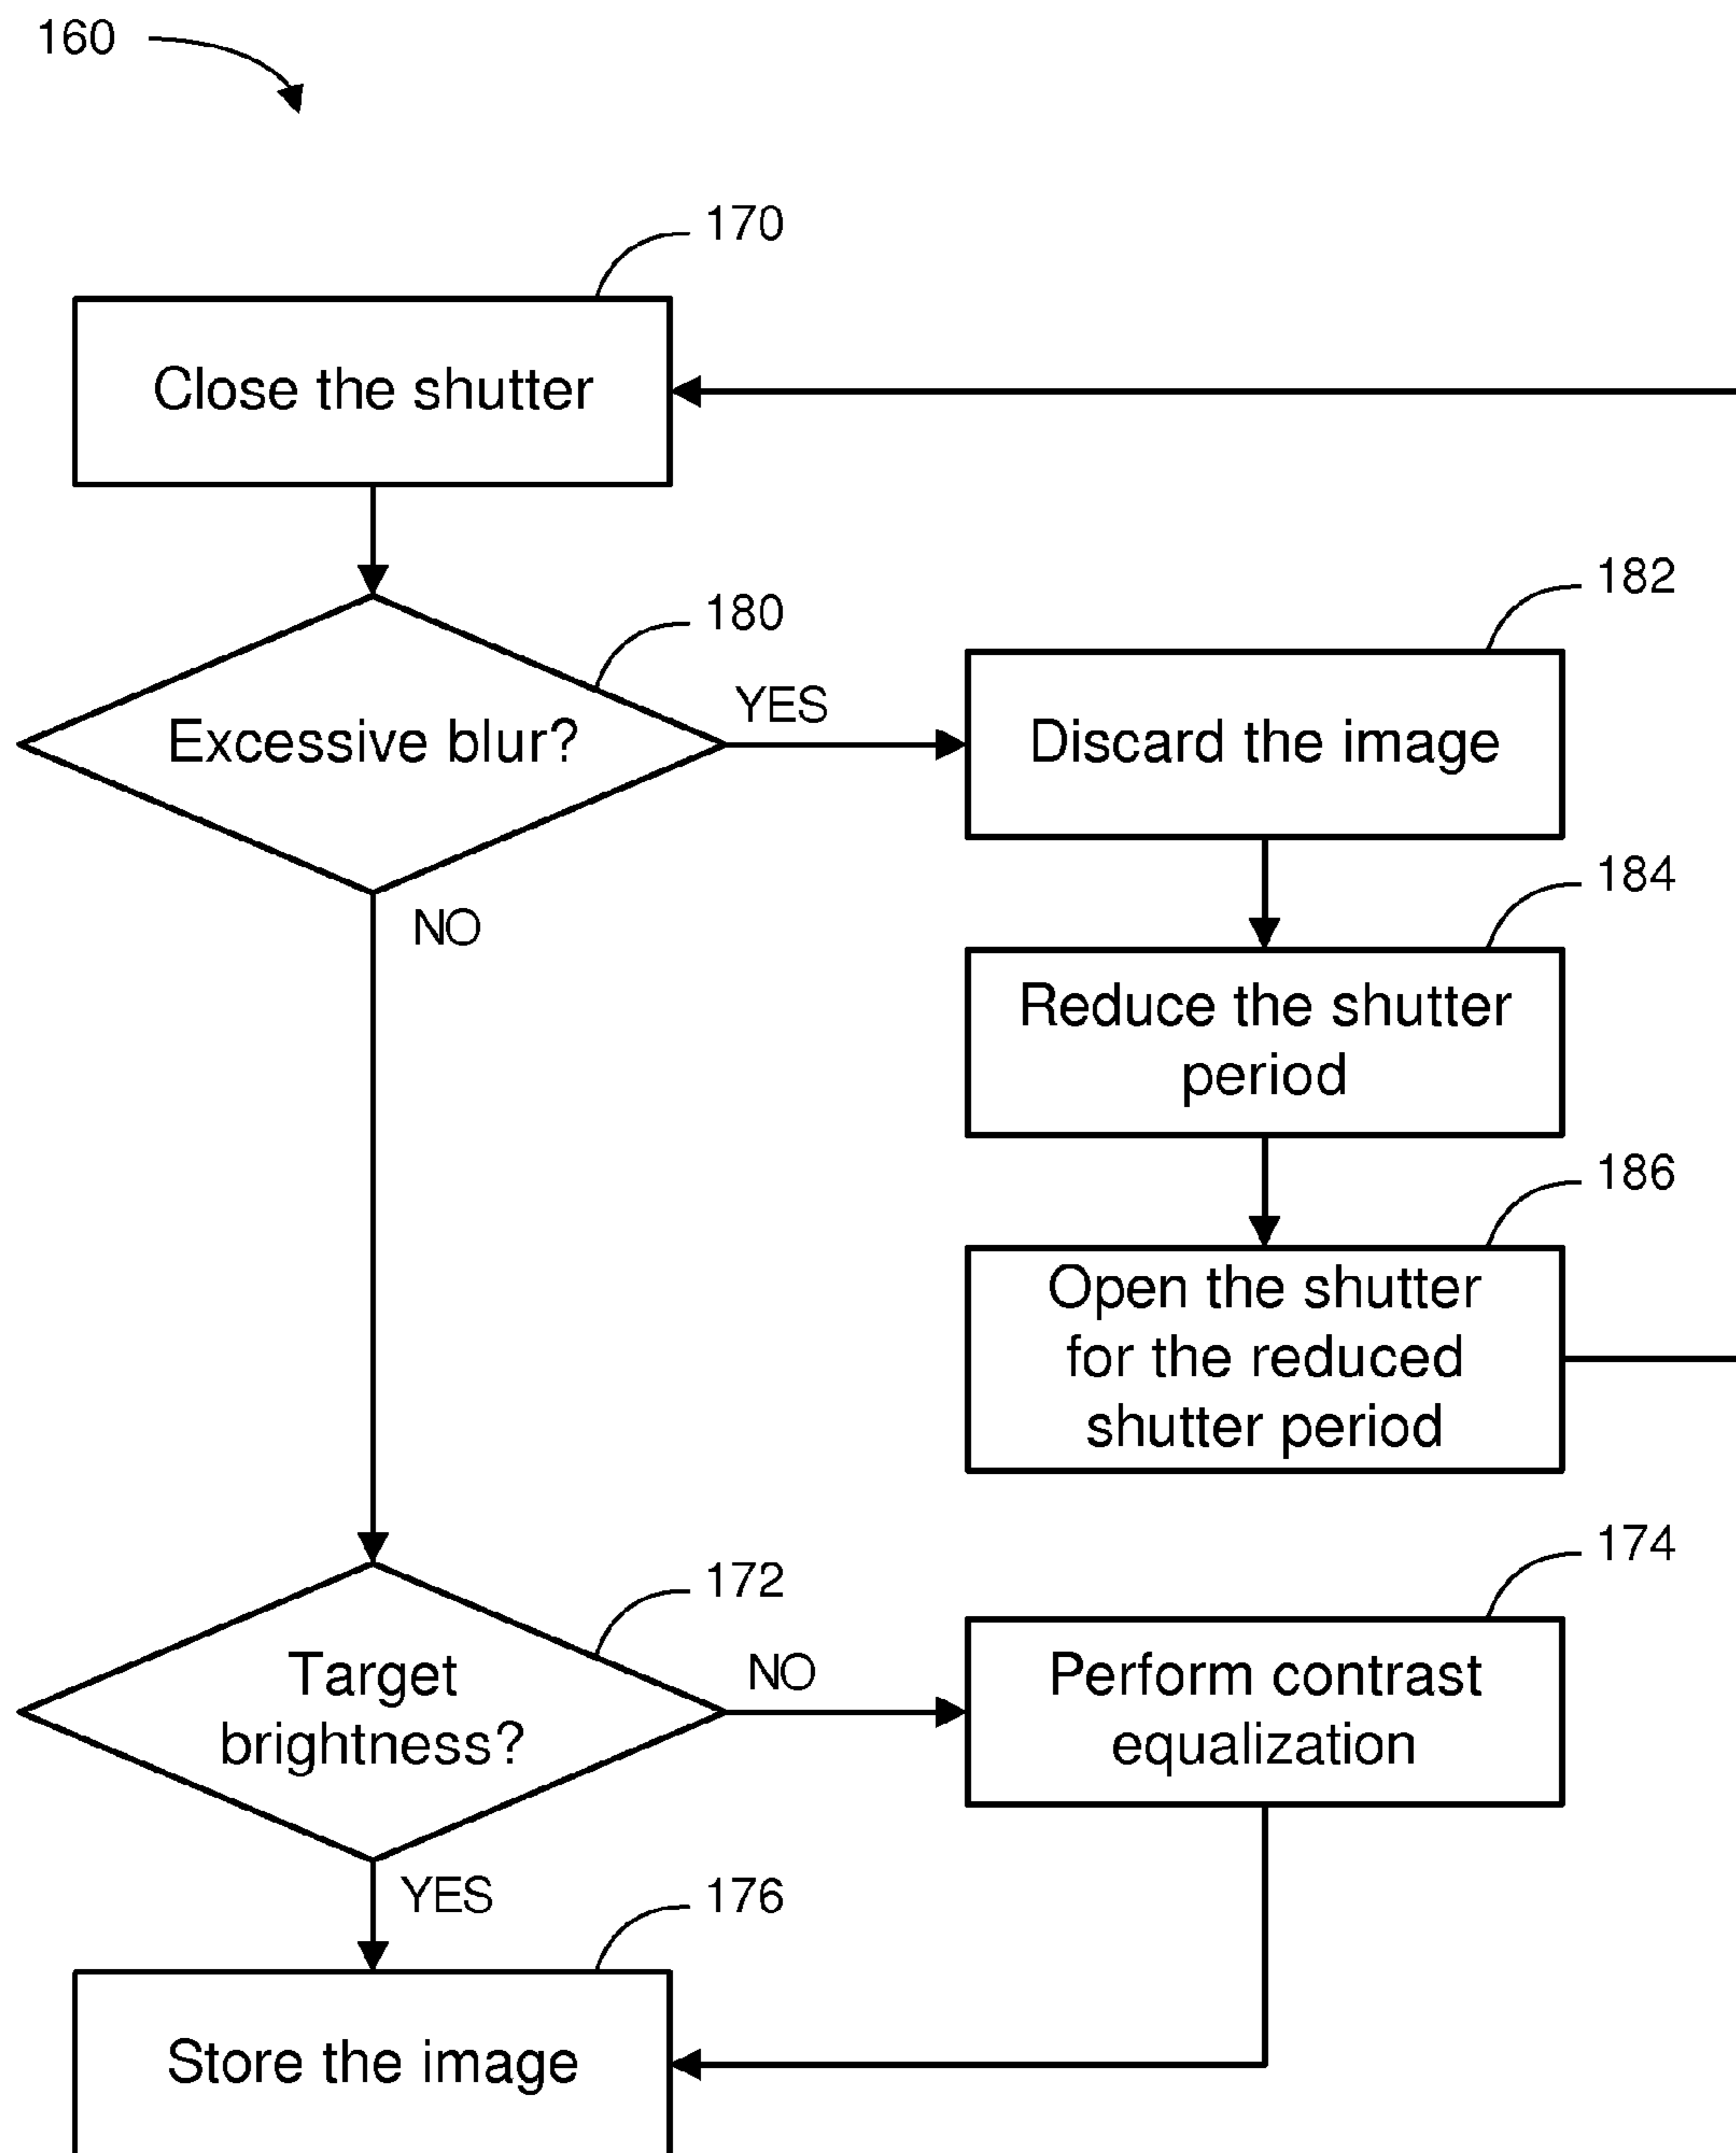 160
170
Close the shutter
180
Excessive blur?
YES
NO
182
Discard the image
184
Reduce the shutter
period
186
Open the shutter
for the reduced
shutter period
172
Target
brightness?
NO
YES
174
Perform contrast
equalization
176
Store the image